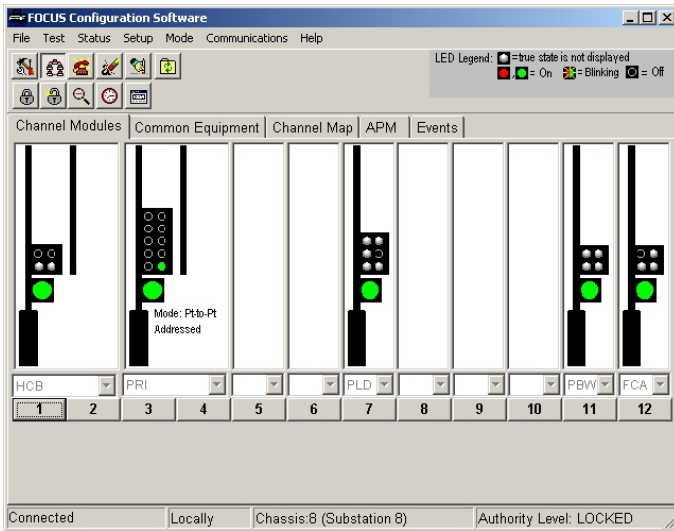 FOCUS Configuration Software
File Test Status Setup Mode Communications Help
LED Legend: =true state is not displayed
, = On = Blinking = Off
Channel Modules Common Equipment Channel Map APM Events
Mode: Pt-to-Pt
Addressed
HCB PRI PLD PBW FCA
1 2 3 4 5 6 7 8 9 10 11 12
Connected Locally Chassis:8 (Substation 8) Authority Level: LOCKED